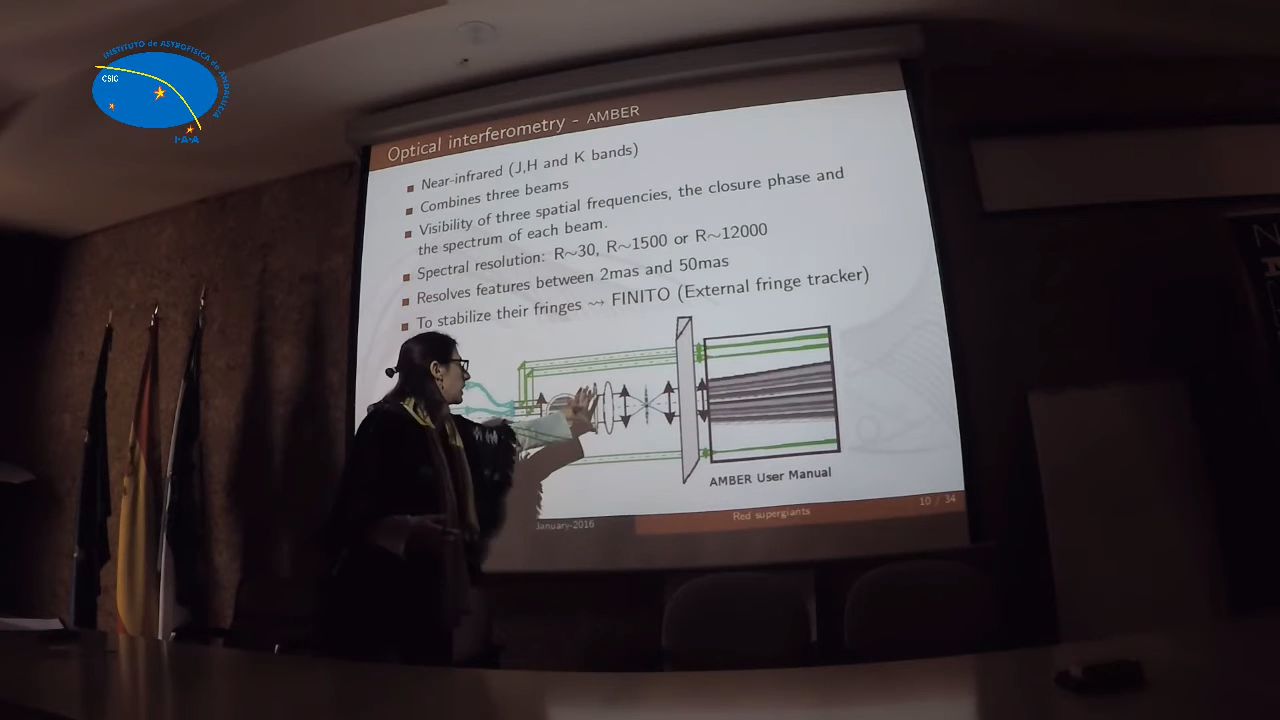 INSTITUTO de ASTROFISICA de ANDALUCIA
CSIC
I·A·A
Optical interferometry - AMBER
Near-infrared (J,H and K bands)
Combines three beams
Visibility of three spatial frequencies, the closure phase and
the spectrum of each beam.
Spectral resolution: R~30, R~1500 or R~12000
Resolves features between 2mas and 50mas
To stabilize their fringes ⇝ FINITO (External fringe tracker)
AMBER User Manual
January-2016
Red supergiants
10 / 34